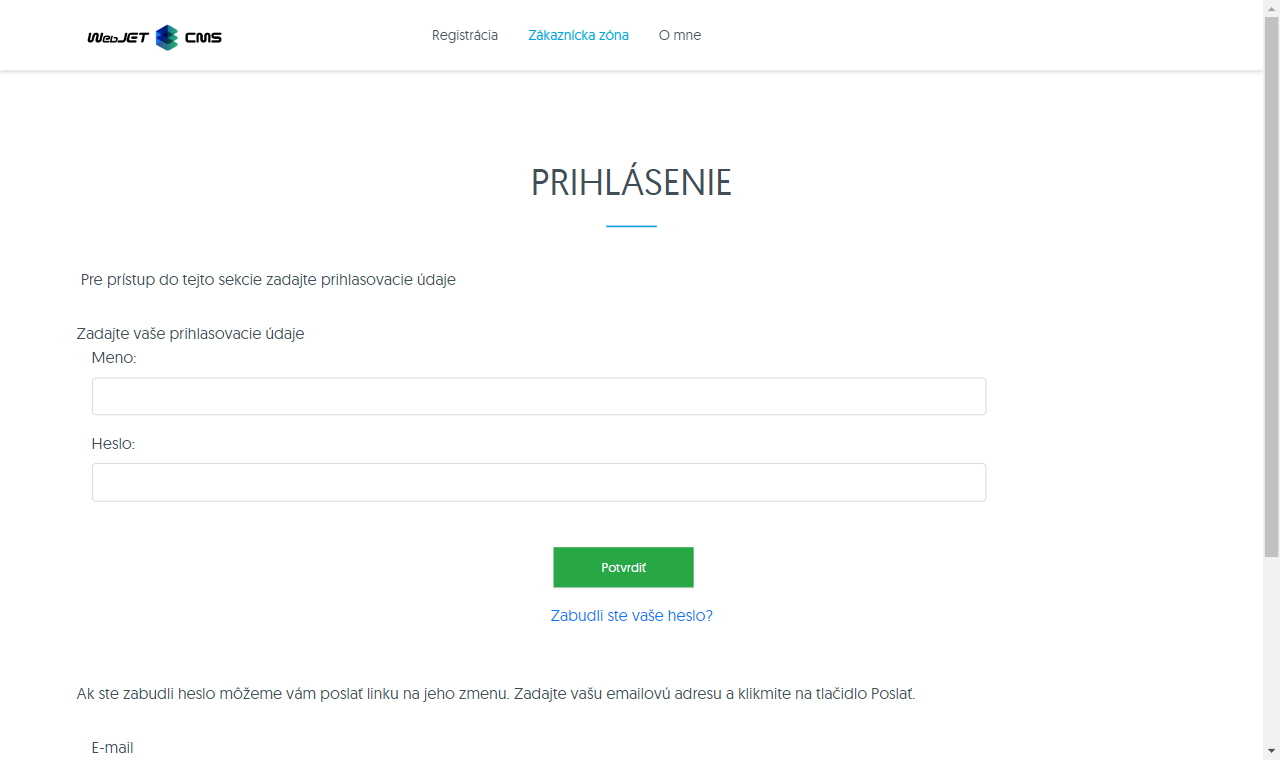 WebJET CMS
Registrácia Zákaznícka zóna O mne
PRIHLÁSENIE
Pre prístup do tejto sekcie zadajte prihlasovacie údaje
Zadajte vaše prihlasovacie údaje
Meno:
Heslo:
Potvrdiť
Zabudli ste vaše heslo?
Ak ste zabudli heslo môžeme vám poslať linku na jeho zmenu. Zadajte vašu emailovú adresu a klikmite na tlačidlo Poslať.
E-mail